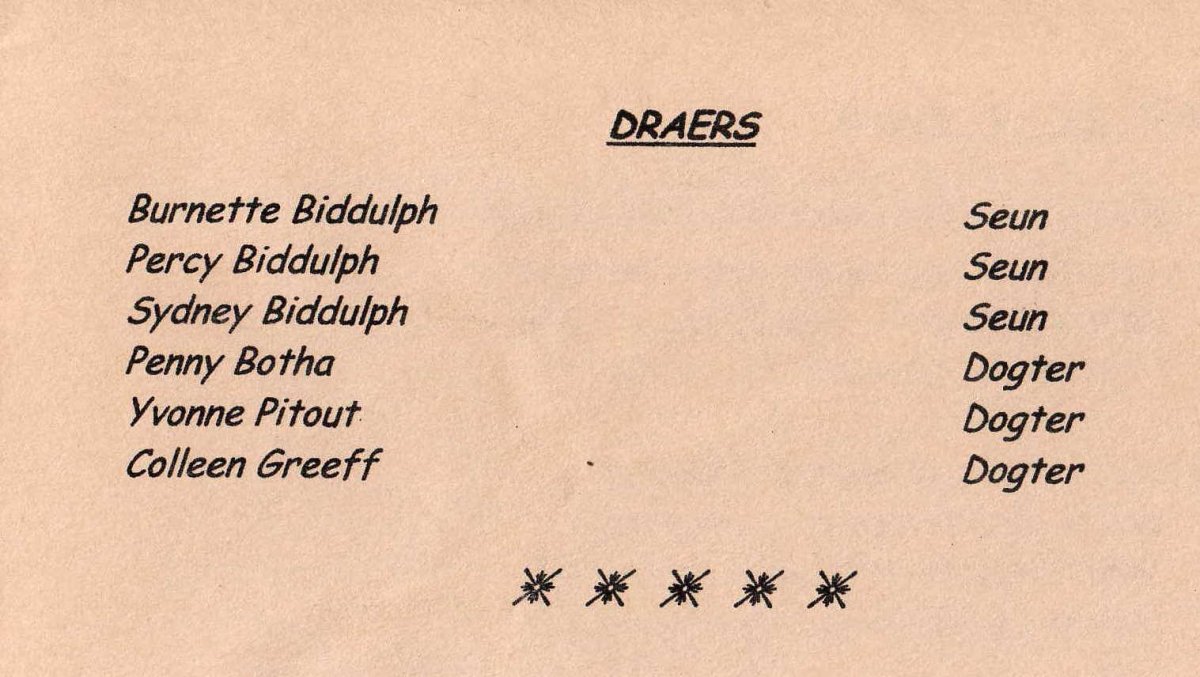 DRAERS
Burnette Biddulph Seun
Percy Biddulph Seun
Sydney Biddulph Seun
Penny Botha Dogter
Yvonne Pitout Dogter
Colleen Greeff Dogter